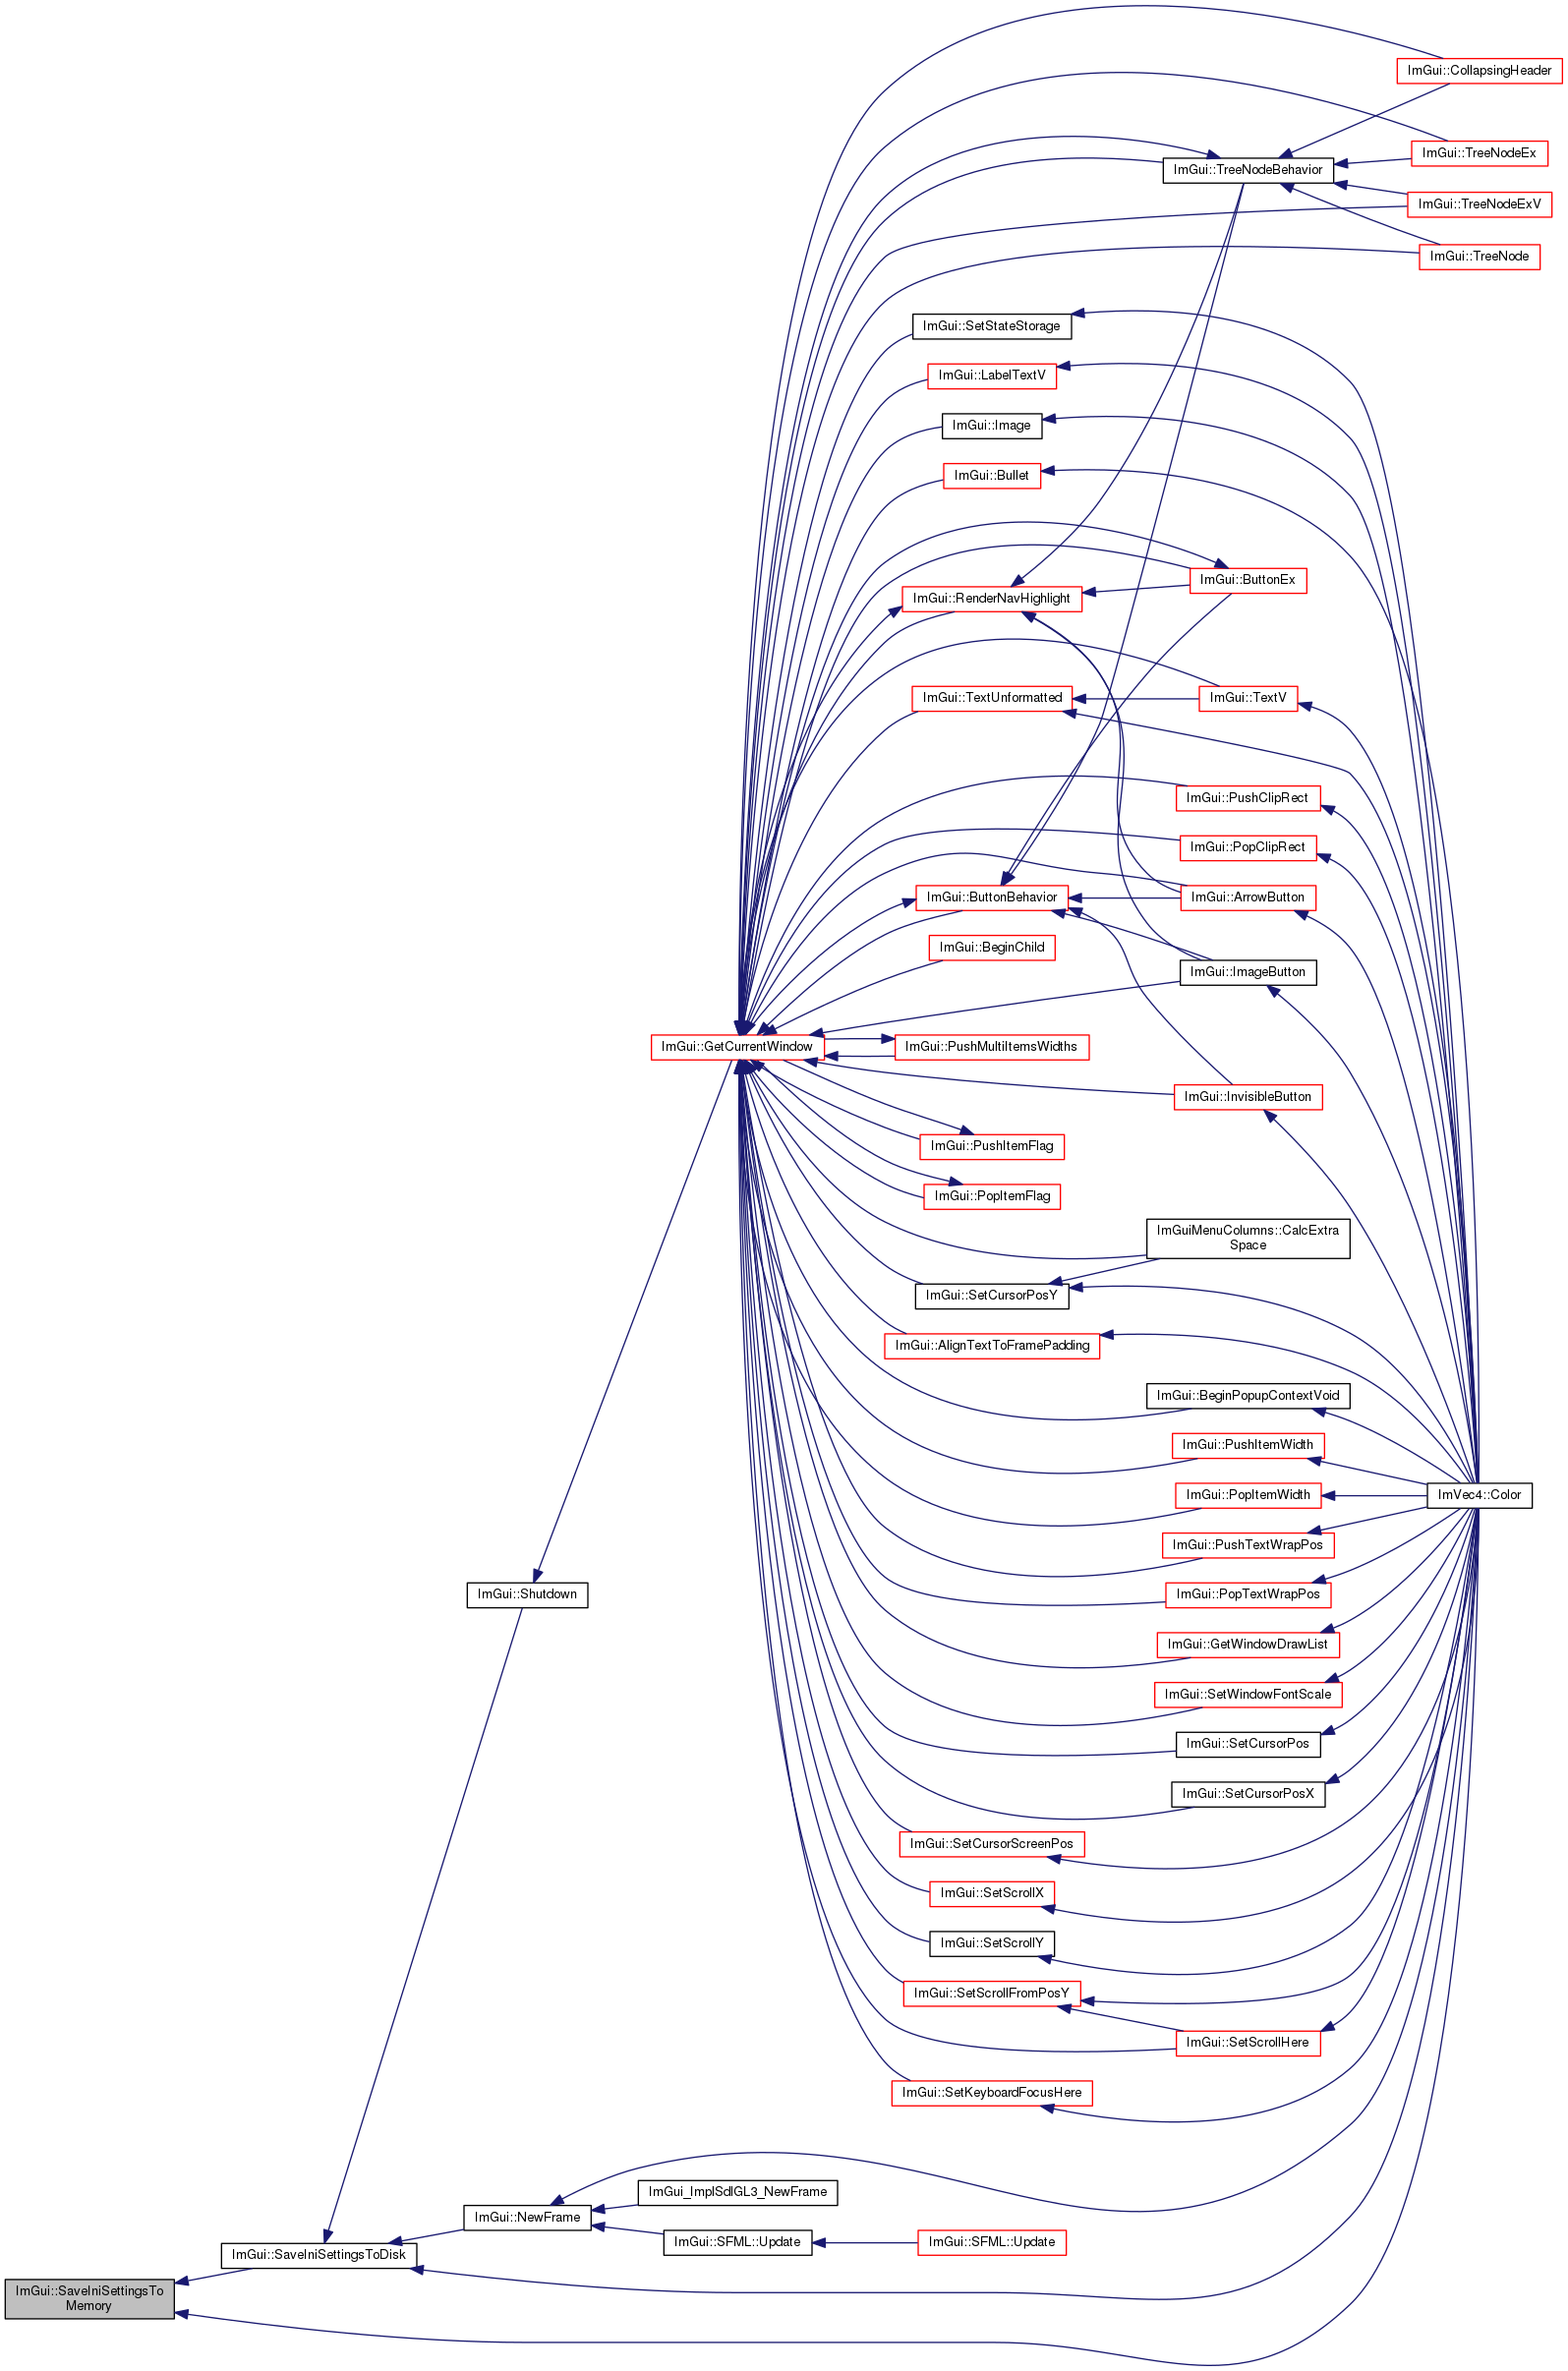 ImGui::CollapsingHeader
ImGui::TreeNodeEx
ImGui::TreeNodeBehavior
ImGui::TreeNodeExV
ImGui::TreeNode
ImGui::SetStateStorage
ImGui::LabelTextV
ImGui::Image
ImGui::Bullet
ImGui::ButtonEx
ImGui::RenderNavHighlight
ImGui::TextUnformatted
ImGui::TextV
ImGui::PushClipRect
ImGui::PopClipRect
ImGui::ButtonBehavior
ImGui::ArrowButton
ImGui::BeginChild
ImGui::ImageButton
ImGui::GetCurrentWindow
ImGui::PushMultiItemsWidths
ImGui::InvisibleButton
ImGui::PushItemFlag
ImGui::PopItemFlag
ImGuiMenuColumns::CalcExtra
Space
ImGui::SetCursorPosY
ImGui::AlignTextToFramePadding
ImGui::BeginPopupContextVoid
ImGui::PushItemWidth
ImGui::PopItemWidth
ImVec4::Color
ImGui::PushTextWrapPos
ImGui::Shutdown
ImGui::PopTextWrapPos
ImGui::GetWindowDrawList
ImGui::SetWindowFontScale
ImGui::SetCursorPos
ImGui::SetCursorPosX
ImGui::SetCursorScreenPos
ImGui::SetScrollX
ImGui::SetScrollY
ImGui::SetScrollFromPosY
ImGui::SetScrollHere
ImGui::SetKeyboardFocusHere
ImGui_ImplSdlGL3_NewFrame
ImGui::NewFrame
ImGui::SFML::Update
ImGui::SFML::Update
ImGui::SaveIniSettingsToDisk
ImGui::SaveIniSettingsTo
Memory